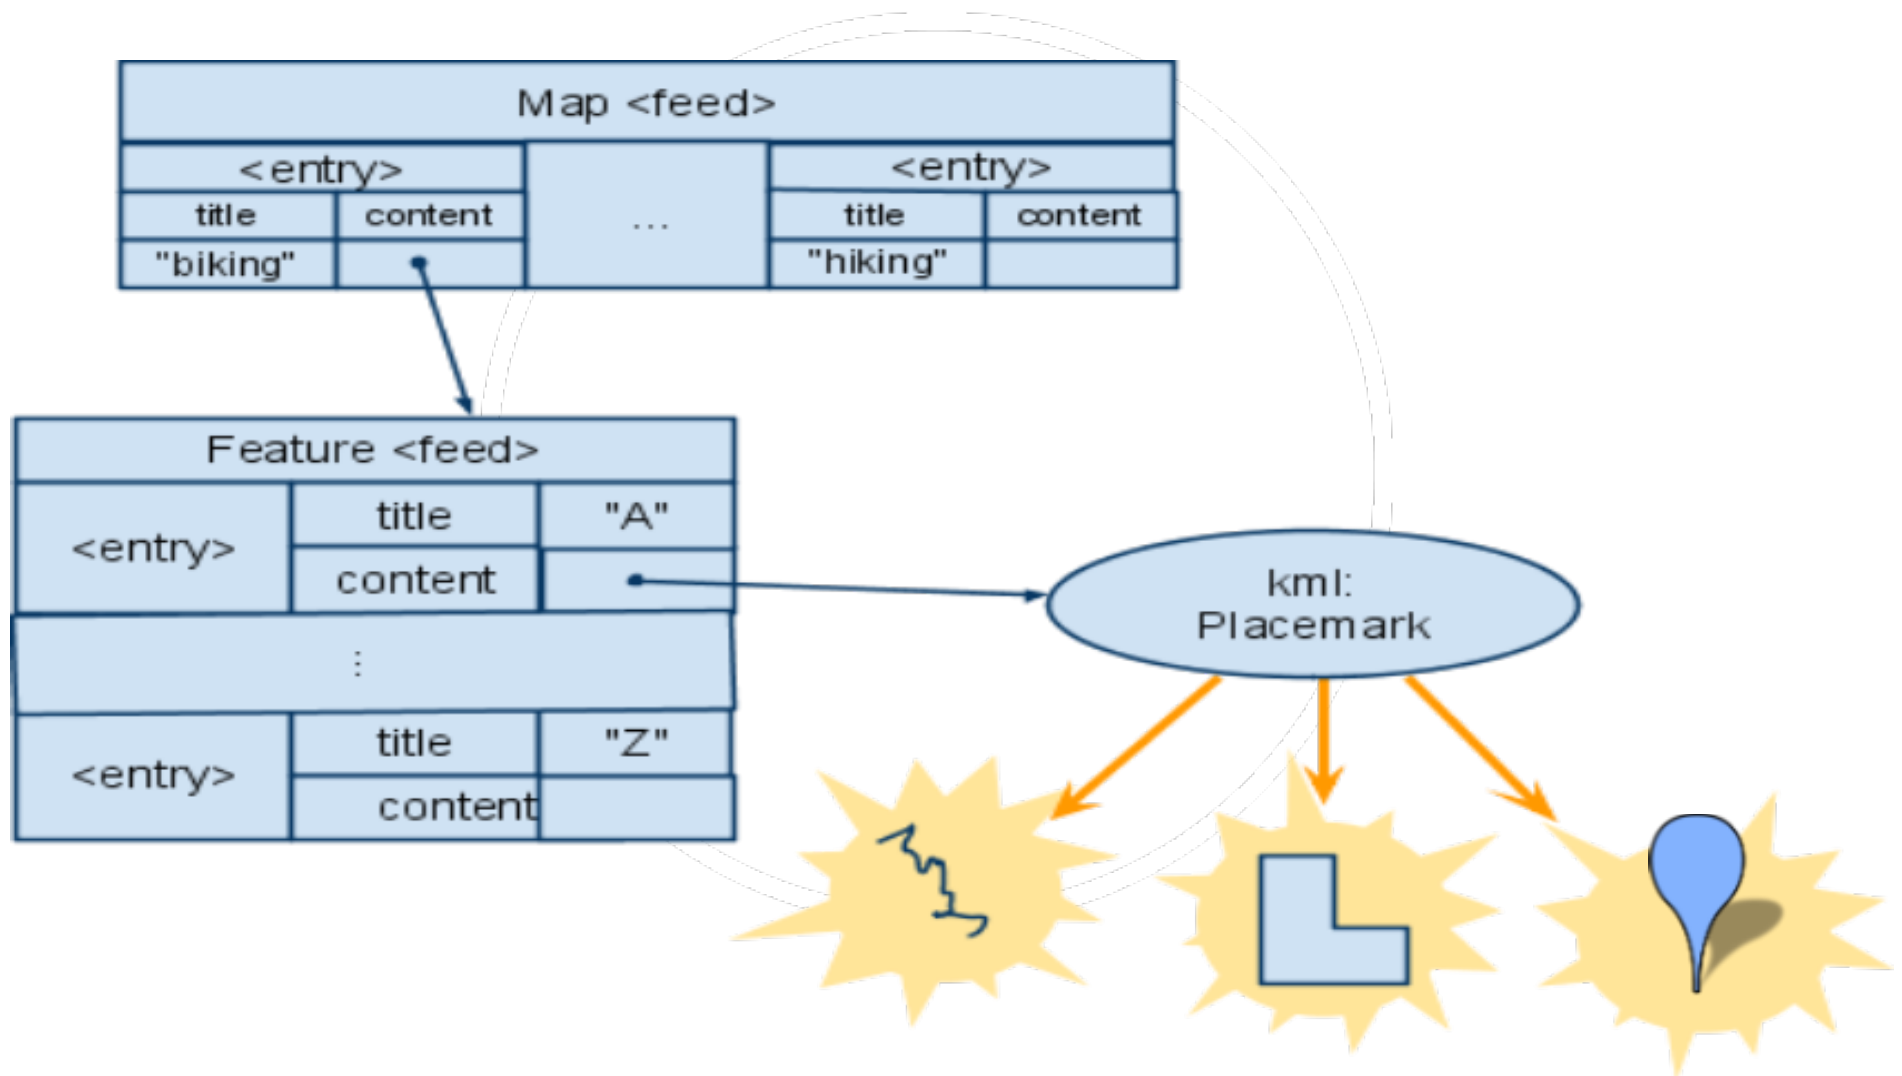 Map <feed>
<entry> ... <entry>
title content title content
"biking" "hiking"
Feature <feed>
<entry> title "A"
content
⋮
<entry> title "Z"
content
kml:
Placemark